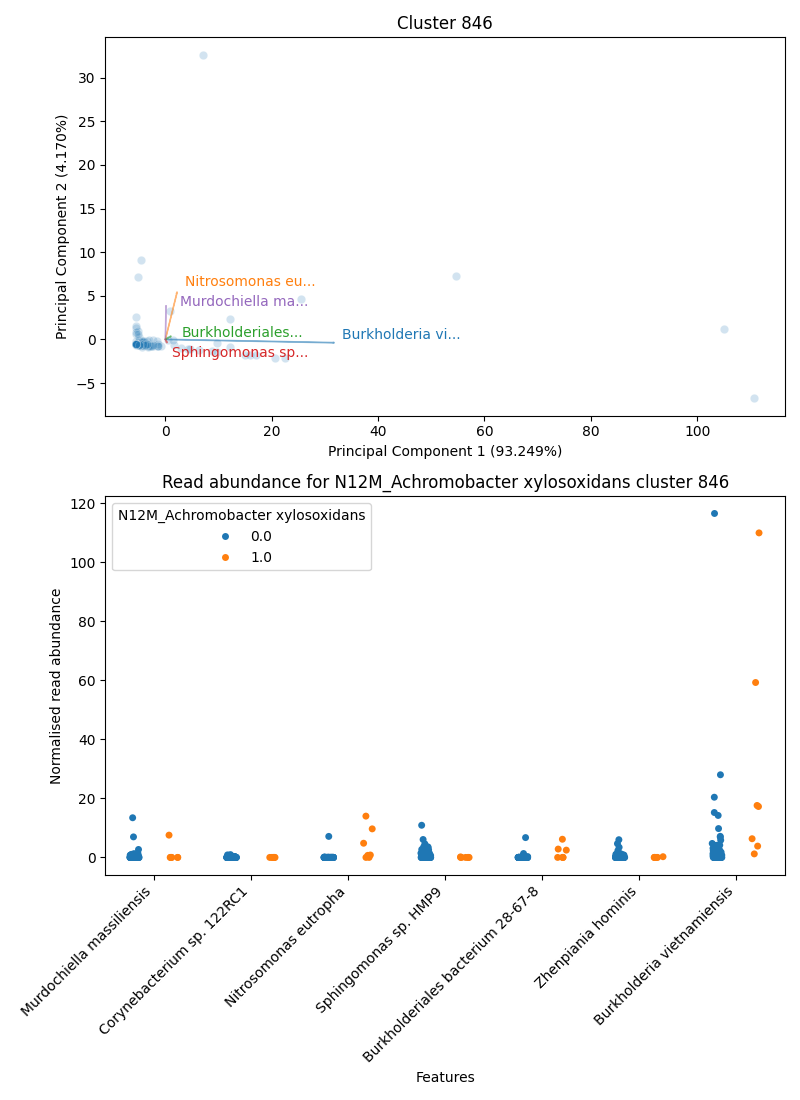 Cluster 846
Principal Component 2 (4.170%)
30
25
20
15
10
5
0
−5
Nitrosomonas eu...
Murdochiella ma...
Burkholderiales...
Burkholderia vi...
Sphingomonas sp...
0
20
40
60
80
100
Principal Component 1 (93.249%)
Read abundance for N12M_Achromobacter xylosoxidans cluster 846
Normalised read abundance
120
100
80
60
40
20
0
N12M_Achromobacter xylosoxidans
0.0
1.0
Murdochiella massiliensis
Corynebacterium sp. 122RC1
Nitrosomonas eutropha
Sphingomonas sp. HMP9
Burkholderiales bacterium 28-67-8
Zhenpiania hominis
Burkholderia vietnamiensis
Features